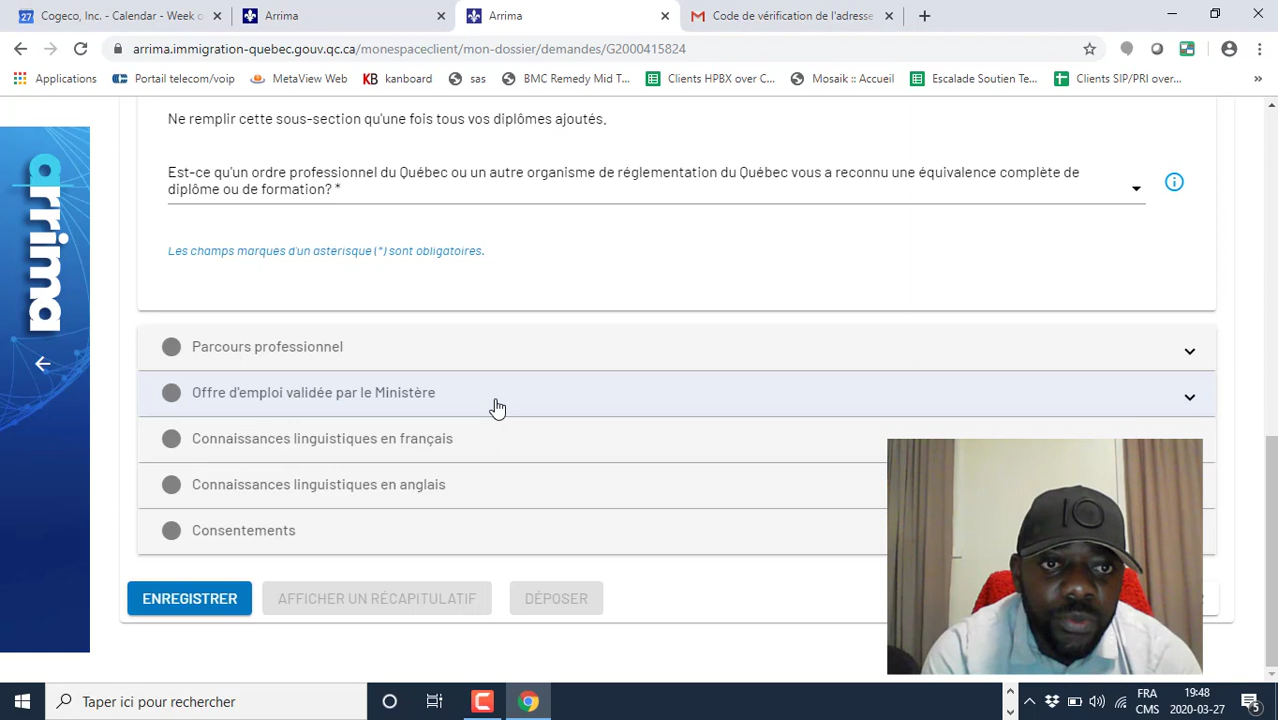 Cogeco, Inc. - Calendar - Week o
Arrima
Arrima
Code de vérification de l'adresse
arrima.immigration-quebec.gouv.qc.ca/monespaceclient/mon-dossier/demandes/G2000415824
Applications
Portail telecom/voip
MetaView Web
KB kanboard
sas
BMC Remedy Mid T...
Clients HPBX over C...
Mosaik :: Accueil
Escalade Soutien Te...
Clients SIP/PRI over...
arrima
Ne remplir cette sous-section qu'une fois tous vos diplômes ajoutés.
Est-ce qu'un ordre professionnel du Québec ou un autre organisme de réglementation du Québec vous a reconnu une équivalence complète de
diplôme ou de formation? *
Les champs marqués d'un astérisque (*) sont obligatoires.
Parcours professionnel
Offre d'emploi validée par le Ministère
Connaissances linguistiques en français
Connaissances linguistiques en anglais
Consentements
ENREGISTRER
AFFICHER UN RÉCAPITULATIF
DÉPOSER
Taper ici pour rechercher
FRA
CMS
19:48
2020-03-27
5